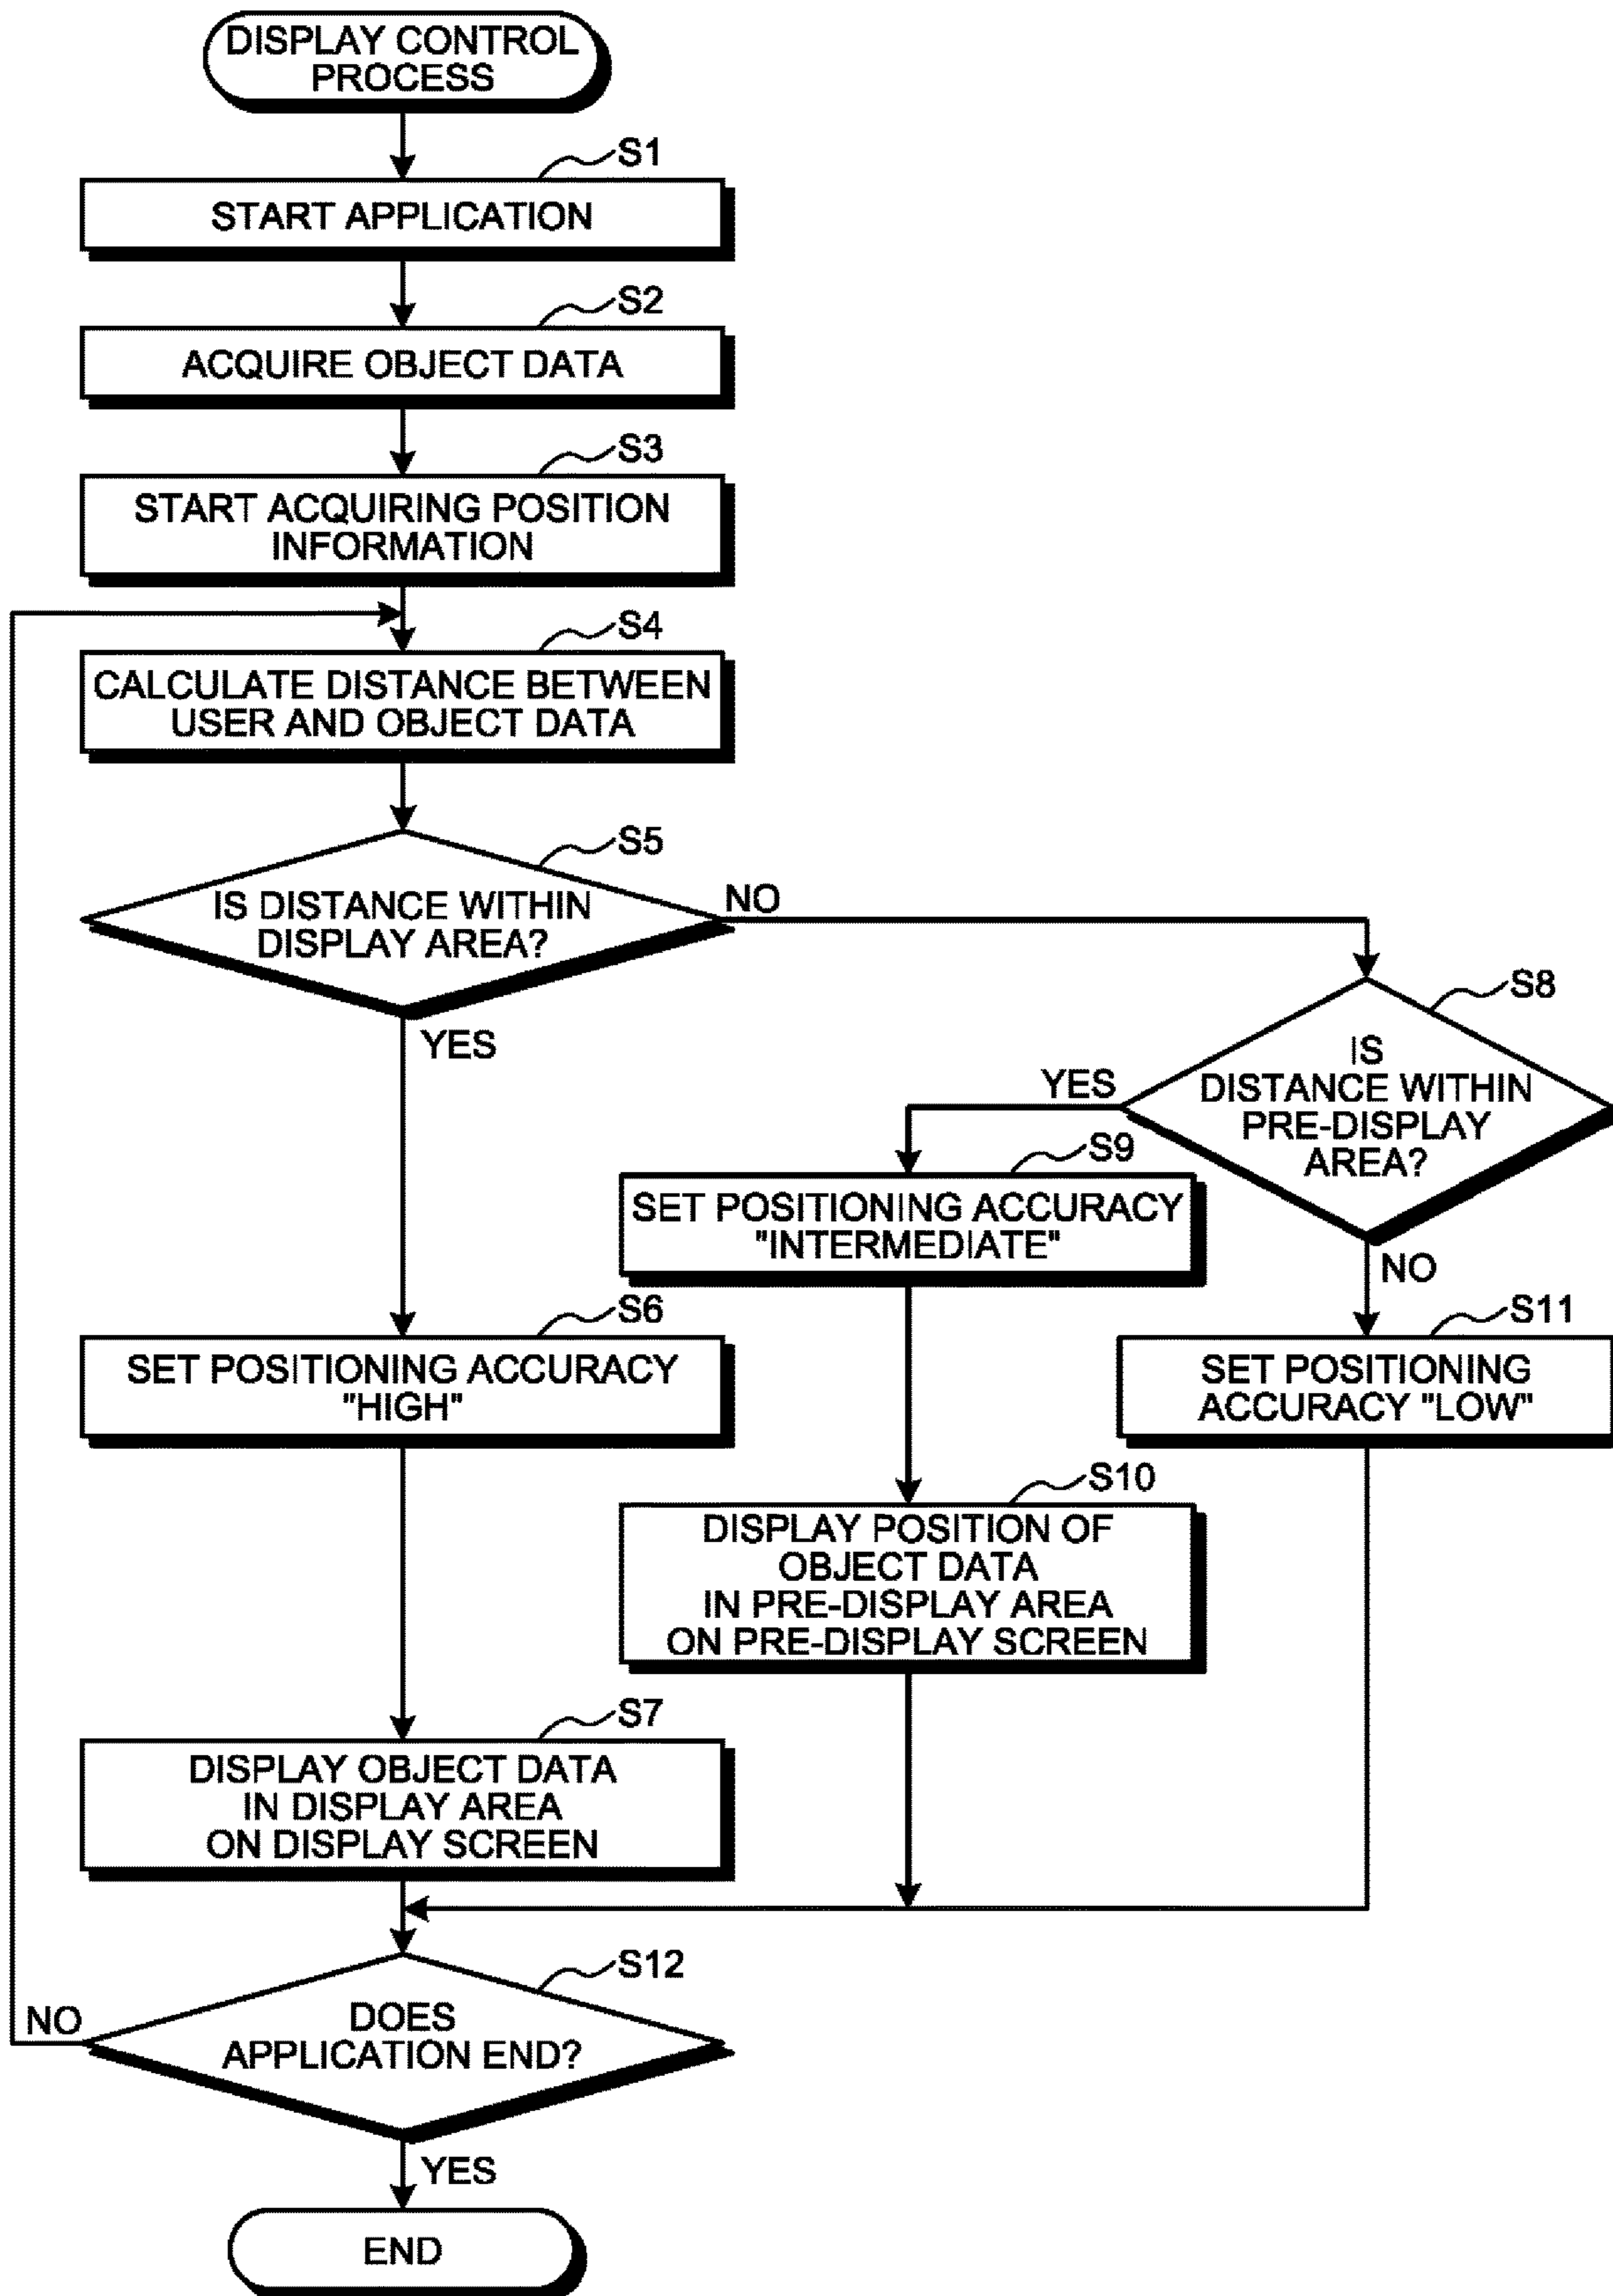 DISPLAY CONTROL
PROCESS
S1
START APPLICATION
S2
ACQUIRE OBJECT DATA
S3
START ACQUIRING POSITION
INFORMATION
S4
CALCULATE DISTANCE BETWEEN
USER AND OBJECT DATA
S5
IS DISTANCE WITHIN
DISPLAY AREA?
NO
YES
S8
IS
DISTANCE WITHIN
PRE-DISPLAY
AREA?
YES
NO
S9
SET POSITIONING ACCURACY
"INTERMEDIATE"
S6
SET POSITIONING ACCURACY
"HIGH"
S11
SET POSITIONING
ACCURACY "LOW"
S10
DISPLAY POSITION OF
OBJECT DATA
IN PRE-DISPLAY AREA
ON PRE-DISPLAY SCREEN
S7
DISPLAY OBJECT DATA
IN DISPLAY AREA
ON DISPLAY SCREEN
S12
DOES
APPLICATION END?
NO
YES
END